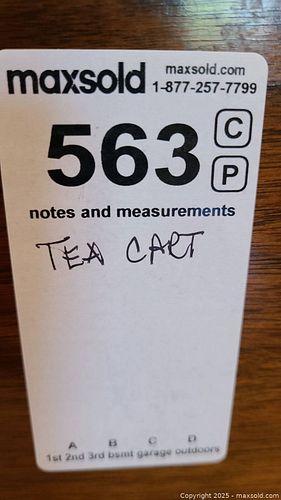 maxsold
maxsold.com
1-877-257-7799
563
C
P
notes and measurements
TEA CART
A B C D
1st 2nd 3rd bsmt garage outdoors
Copyright 2025 - maxsold.com